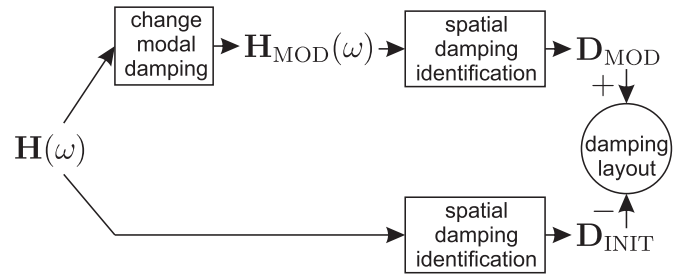 change
modal
damping
H_MOD(ω)
spatial
damping
identification
D_MOD
+
H(ω)
damping
layout
spatial
damping
identification
−
D_INIT